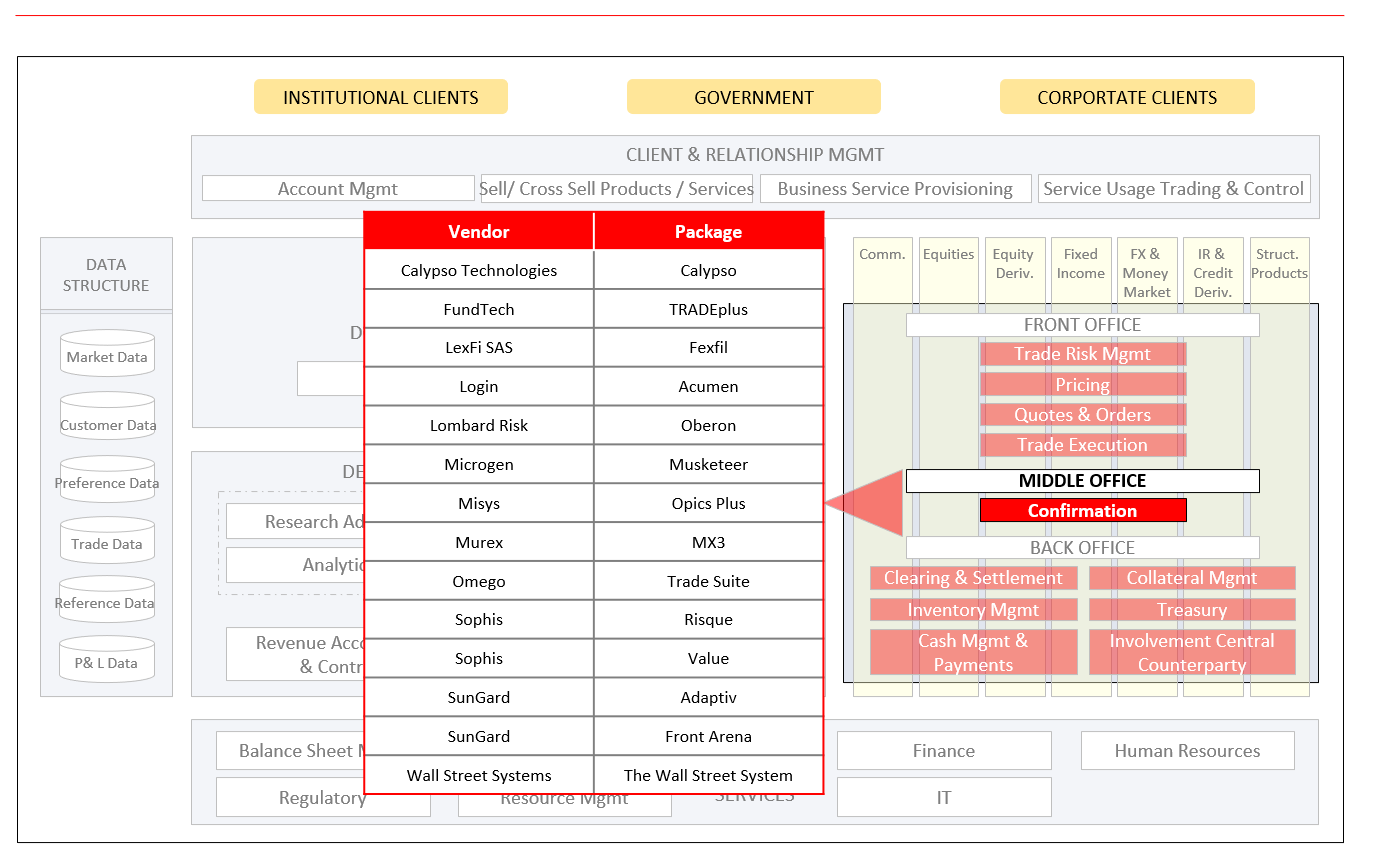 INSTITUTIONAL CLIENTS
GOVERNMENT
CORPORTATE CLIENTS
CLIENT & RELATIONSHIP MGMT
Account Mgmt
Sell/ Cross Sell Products / Services
Business Service Provisioning
Service Usage Trading & Control
DATA
STRUCTURE
Market Data
Customer Data
Preference Data
Trade Data
Reference Data
P& L Data
D
DE
Research Ad
Analytic
Revenue Acco
& Contr
Vendor Package
Calypso Technologies Calypso
FundTech TRADEplus
LexFi SAS Fexfil
Login Acumen
Lombard Risk Oberon
Microgen Musketeer
Misys Opics Plus
Murex MX3
Omego Trade Suite
Sophis Risque
Sophis Value
SunGard Adaptiv
SunGard Front Arena
Wall Street Systems The Wall Street System
Comm.
Equities
Equity
Deriv.
Fixed
Income
FX &
Money
Market
IR &
Credit
Deriv.
Struct.
Products
FRONT OFFICE
Trade Risk Mgmt
Pricing
Quotes & Orders
Trade Execution
MIDDLE OFFICE
Confirmation
BACK OFFICE
Clearing & Settlement
Collateral Mgmt
Inventory Mgmt
Treasury
Cash Mgmt &
Payments
Involvement Central
Counterparty
Balance Sheet M
Finance
Human Resources
Regulatory
Resource Mgmt
SERVICES
IT